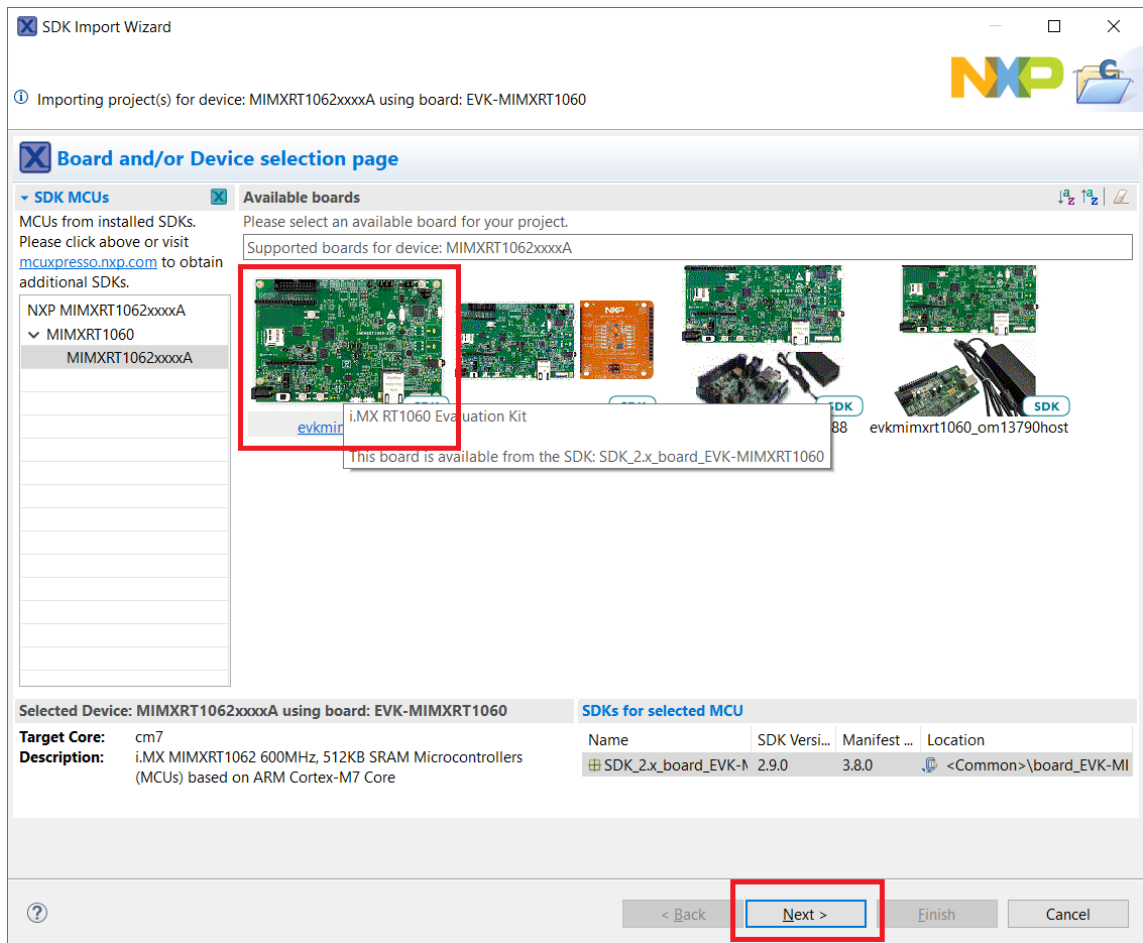 SDK Import Wizard
NXP
C
Importing project(s) for device: MIMXRT1062xxxxA using board: EVK-MIMXRT1060
X Board and/or Device selection page
SDK MCUs
MCUs from installed SDKs.
Please click above or visit
mcuxpresso.nxp.com to obtain
additional SDKs.
NXP MIMXRT1062xxxxA
MIMXRT1060
MIMXRT1062xxxxA
Available boards
Please select an available board for your project.
Supported boards for device: MIMXRT1062xxxxA
NXP
SDK
SDK
88
evkmimxrt1060_om13790host
i.MX RT1060 Evaluation Kit
This board is available from the SDK: SDK_2.x_board_EVK-MIMXRT1060
Selected Device: MIMXRT1062xxxxA using board: EVK-MIMXRT1060
Target Core: cm7
Description: i.MX MIMXRT1062 600MHz, 512KB SRAM Microcontrollers
(MCUs) based on ARM Cortex-M7 Core
SDKs for selected MCU
Name SDK Versi... Manifest ... Location
SDK_2.x_board_EVK-M 2.9.0 3.8.0 <Common>\board_EVK-MI
< Back Next > Finish Cancel